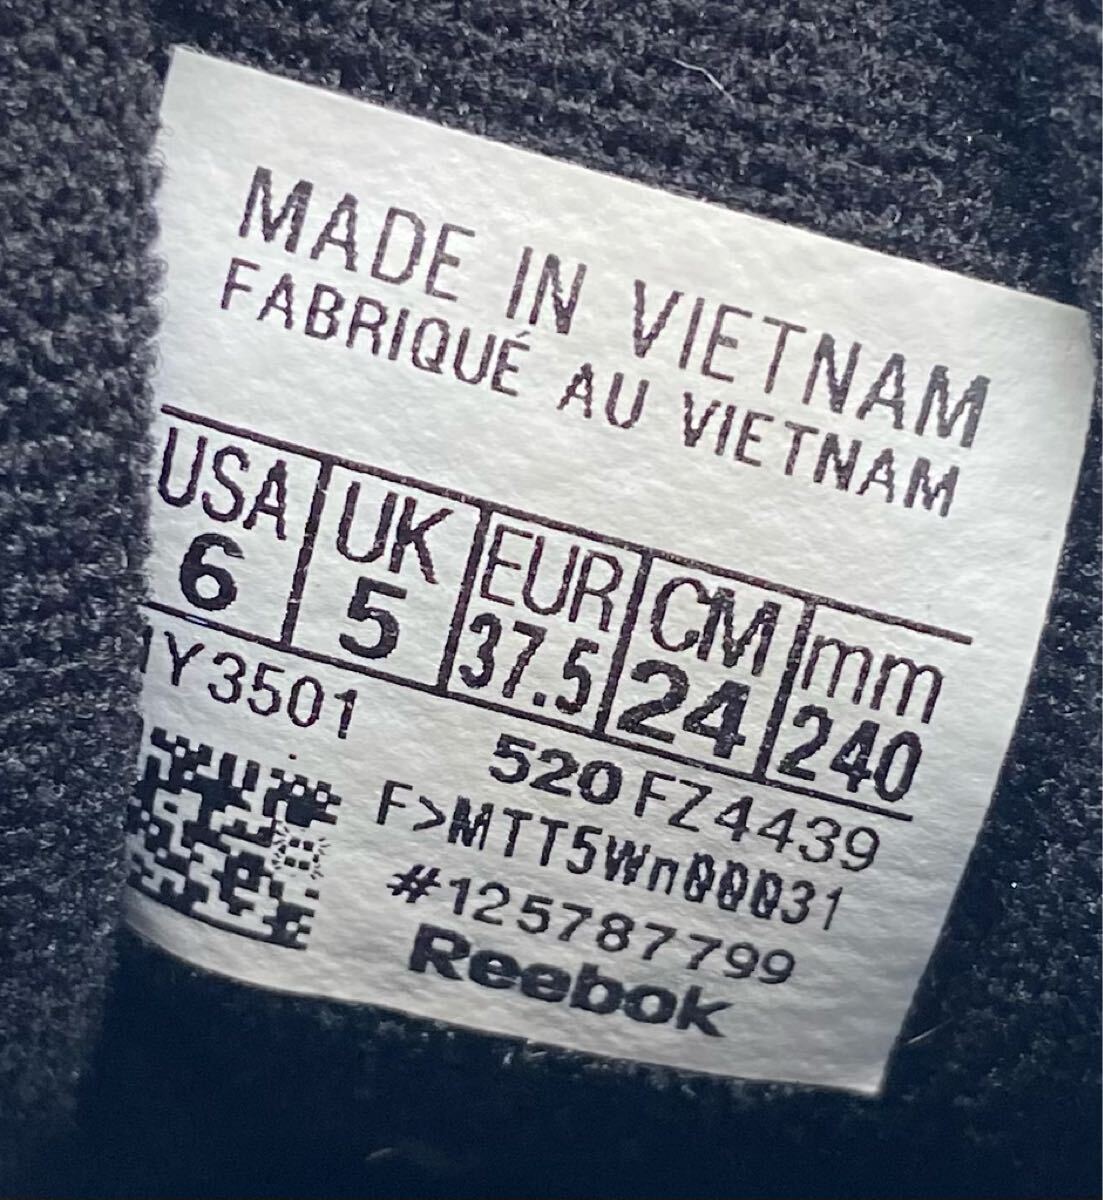 MADE IN VIETNAM
FABRIQUÉ AU VIETNAM
USA UK EUR CM mm
6 5 37.5 24 240
1Y3501
520 FZ4439
F>MTT5Wn00031
#125787799
Reebok